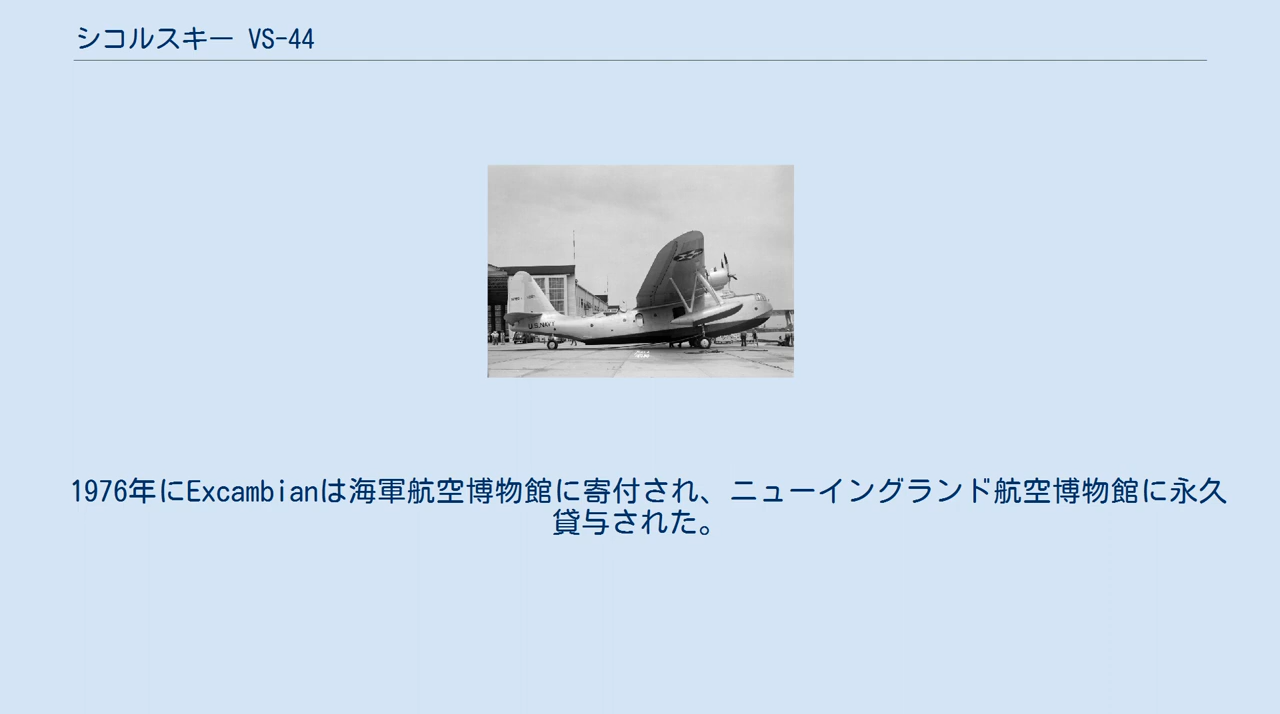 シコルスキー VS-44
U.S.NAVY
1976年にExcambianは海軍航空博物館に寄付され、ニューイングランド航空博物館に永久
貸与された。